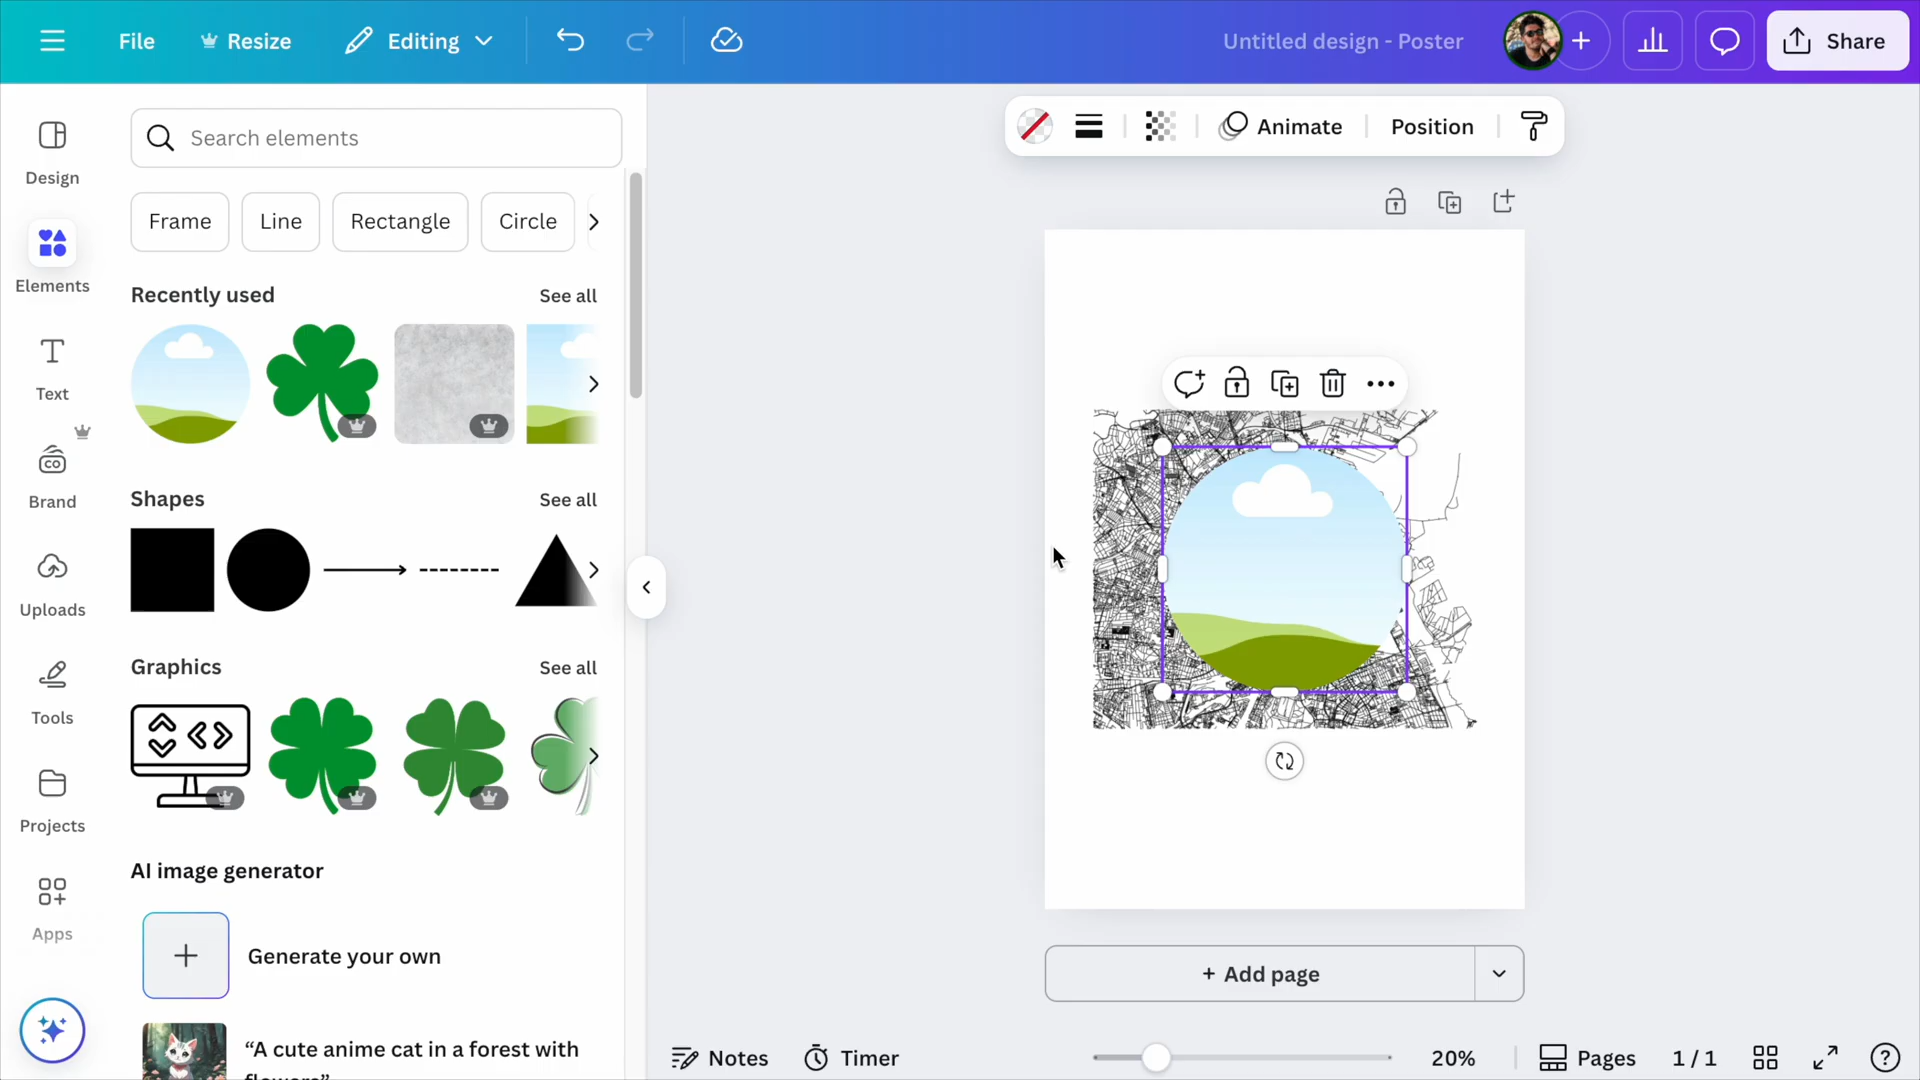 File
Resize
Editing
Untitled design - Poster
Share
Design
Elements
Text
Brand
Uploads
Tools
Projects
Apps
Search elements
Frame
Line
Rectangle
Circle
Recently used
See all
Shapes
See all
Graphics
See all
AI image generator
Generate your own
“A cute anime cat in a forest with
flowers”
Animate
Position
+ Add page
Notes
Timer
20%
Pages
1 / 1